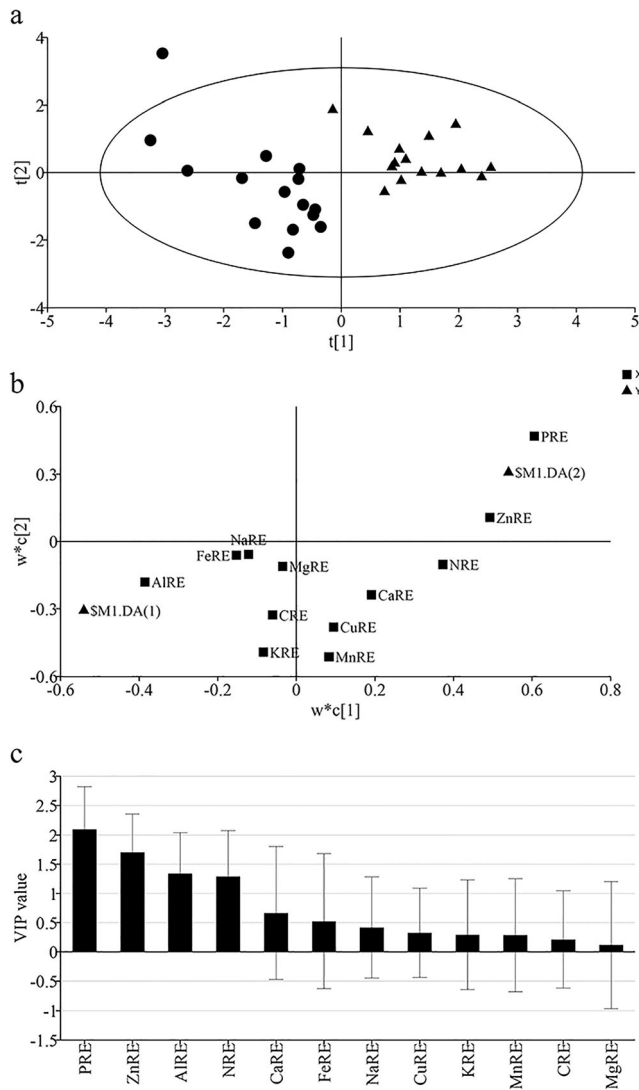 a
4
2
0
-2
-4
t[2]
-5
-4
-3
-2
-1
0
1
2
3
4
5
t[1]
b
X
Y
0.6
0.3
0
-0.3
-0.6
w*c[2]
PRE
$M1.DA(2)
ZnRE
NaRE
FeRE
MgRE
NRE
AlRE
CaRE
$M1.DA(1)
CRE
CuRE
KRE
MnRE
-0.6
-0.4
-0.2
0
0.2
0.4
0.6
0.8
w*c[1]
c
3
2.5
2
1.5
1
0.5
0
-0.5
-1
-1.5
VIP value
PRE
ZnRE
AlRE
NRE
CaRE
FeRE
NaRE
CuRE
KRE
MnRE
CRE
MgRE